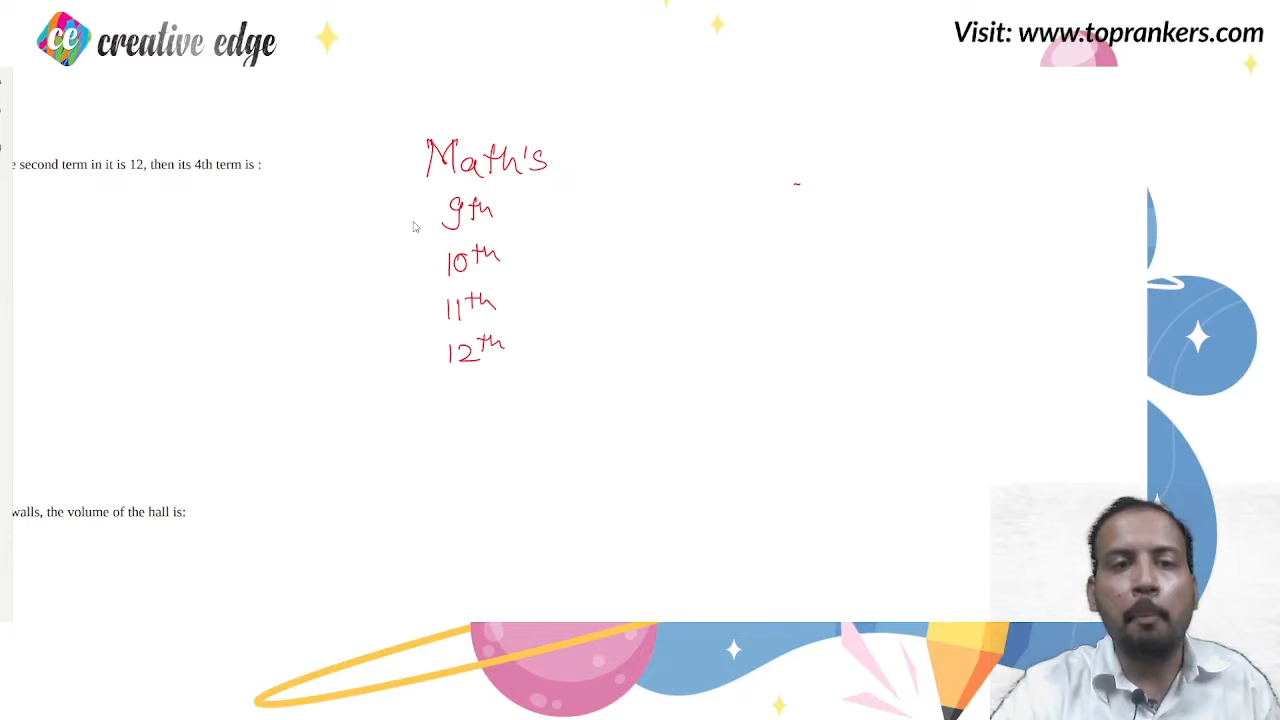 ce creative edge
Visit: www.toprankers.com
second term in it is 12, then its 4th term is :
Math's
9th
10th
11th
12th
walls, the volume of the hall is: